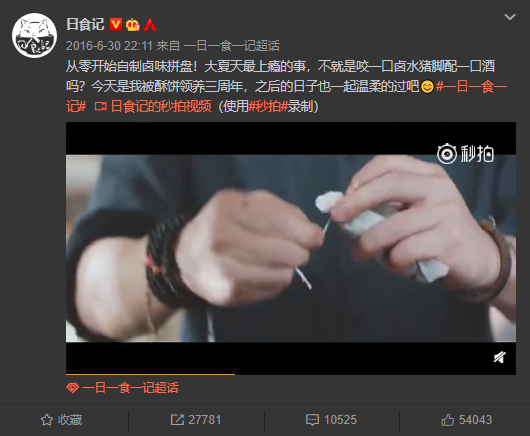 日食记
2016-6-30 22:11 来自 一日一食一记超话
从零开始自制卤味拼盘！大夏天最上瘾的事，不就是咬一口卤水猪脚配一口酒
吗？今天是我被酥饼领养三周年，之后的日子也一起温柔的过吧😊#一日一食一
记# 日食记的秒拍视频（使用#秒拍#录制）
秒拍
一日一食一记超话
收藏 27781 10525 54043